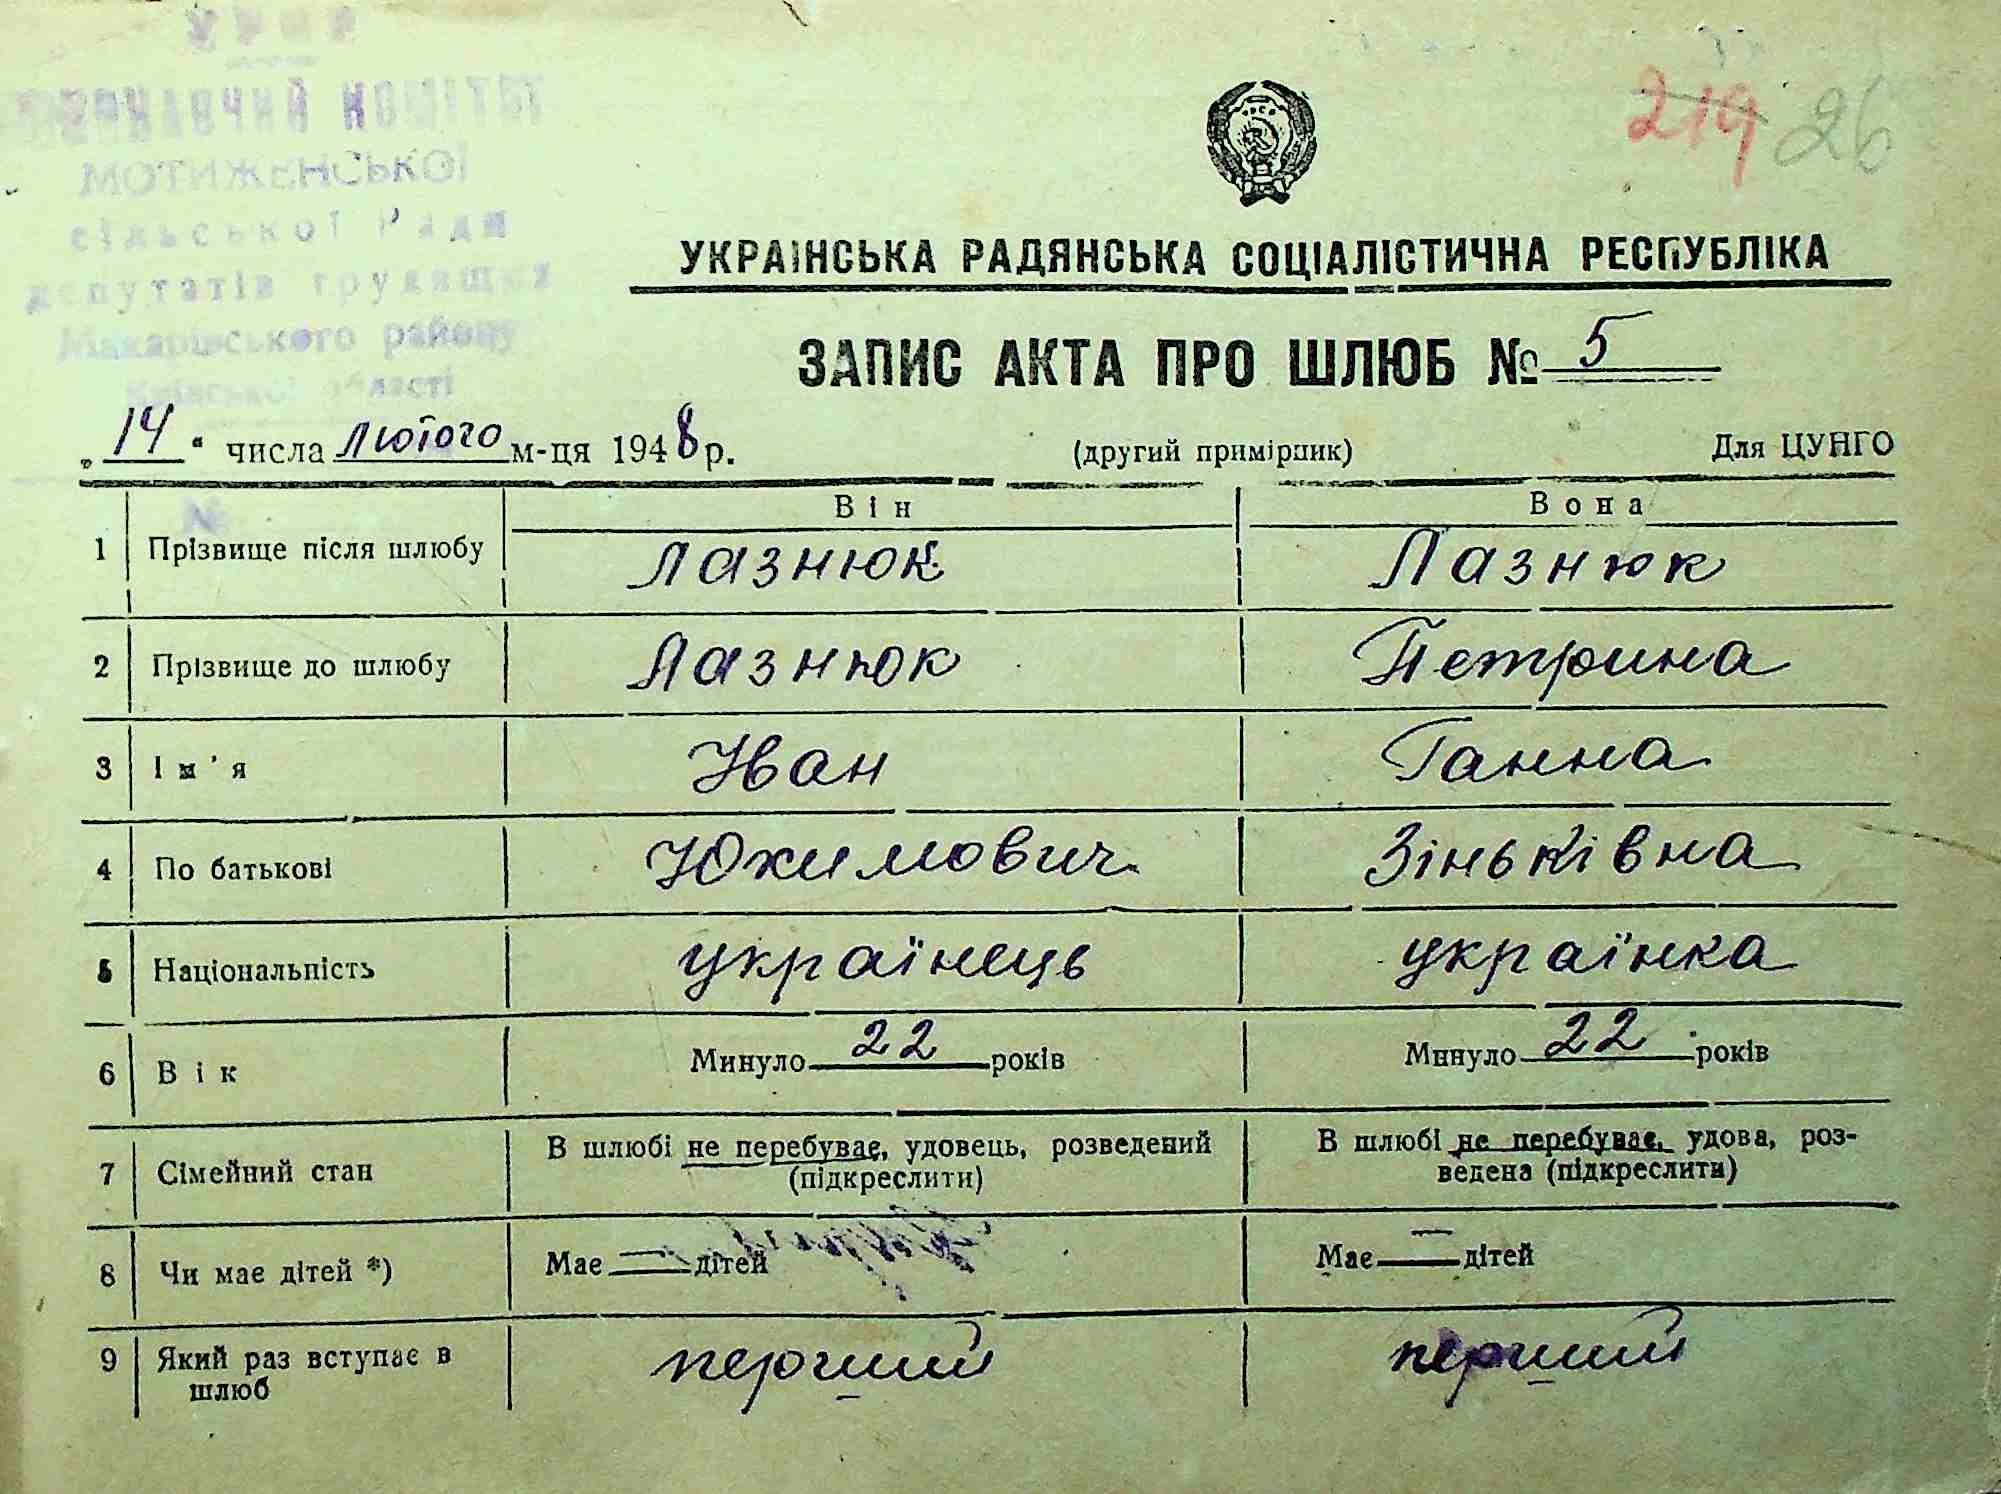 УРСР
виконавчий комітет
МОТИЖЕНСЬКОЇ
сільської Ради
депутатів трудящих
Макарівського району
Київської області
№
219 26
УКРАЇНСЬКА РАДЯНСЬКА СОЦІАЛІСТИЧНА РЕСПУБЛІКА
ЗАПИС АКТА ПРО ШЛЮБ № 5
„14“ числа Лютого м-ця 1948 р. (другий примірник) Для ЦУНГО
Він Вона
1 Прізвище після шлюбу Лазнюк Лазнюк
2 Прізвище до шлюбу Лазнюк Петрина
3 Ім'я Іван Ганна
4 По батькові Юхимович Зіньківна
5 Національність українець українка
6 Вік Минуло 22 років Минуло 22 років
7 Сімейний стан В шлюбі не перебуває, удовець, розведений (підкреслити) В шлюбі не перебуває, удова, роз-
ведена (підкреслити)
8 Чи має дітей *) Має — дітей Має — дітей
9 Який раз вступає в шлюб перший перший